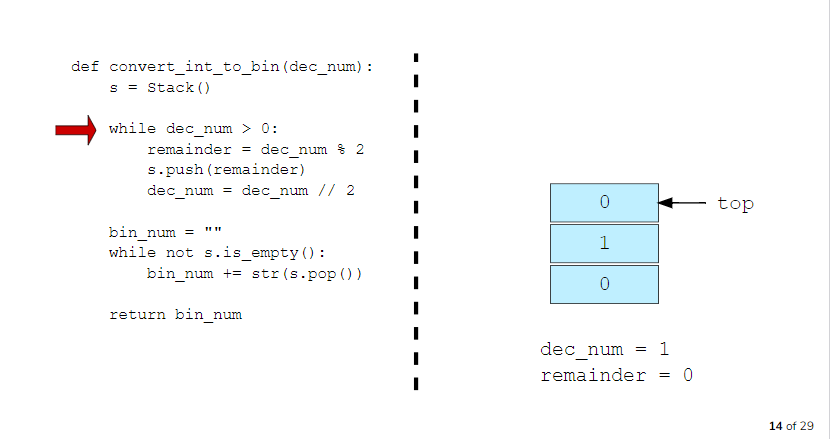 def convert_int_to_bin(dec_num):
    s = Stack()

    while dec_num > 0:
        remainder = dec_num % 2
        s.push(remainder)
        dec_num = dec_num // 2

    bin_num = ""
    while not s.is_empty():
        bin_num += str(s.pop())

    return bin_num
0
top
1
0
dec_num = 1
remainder = 0
14 of 29